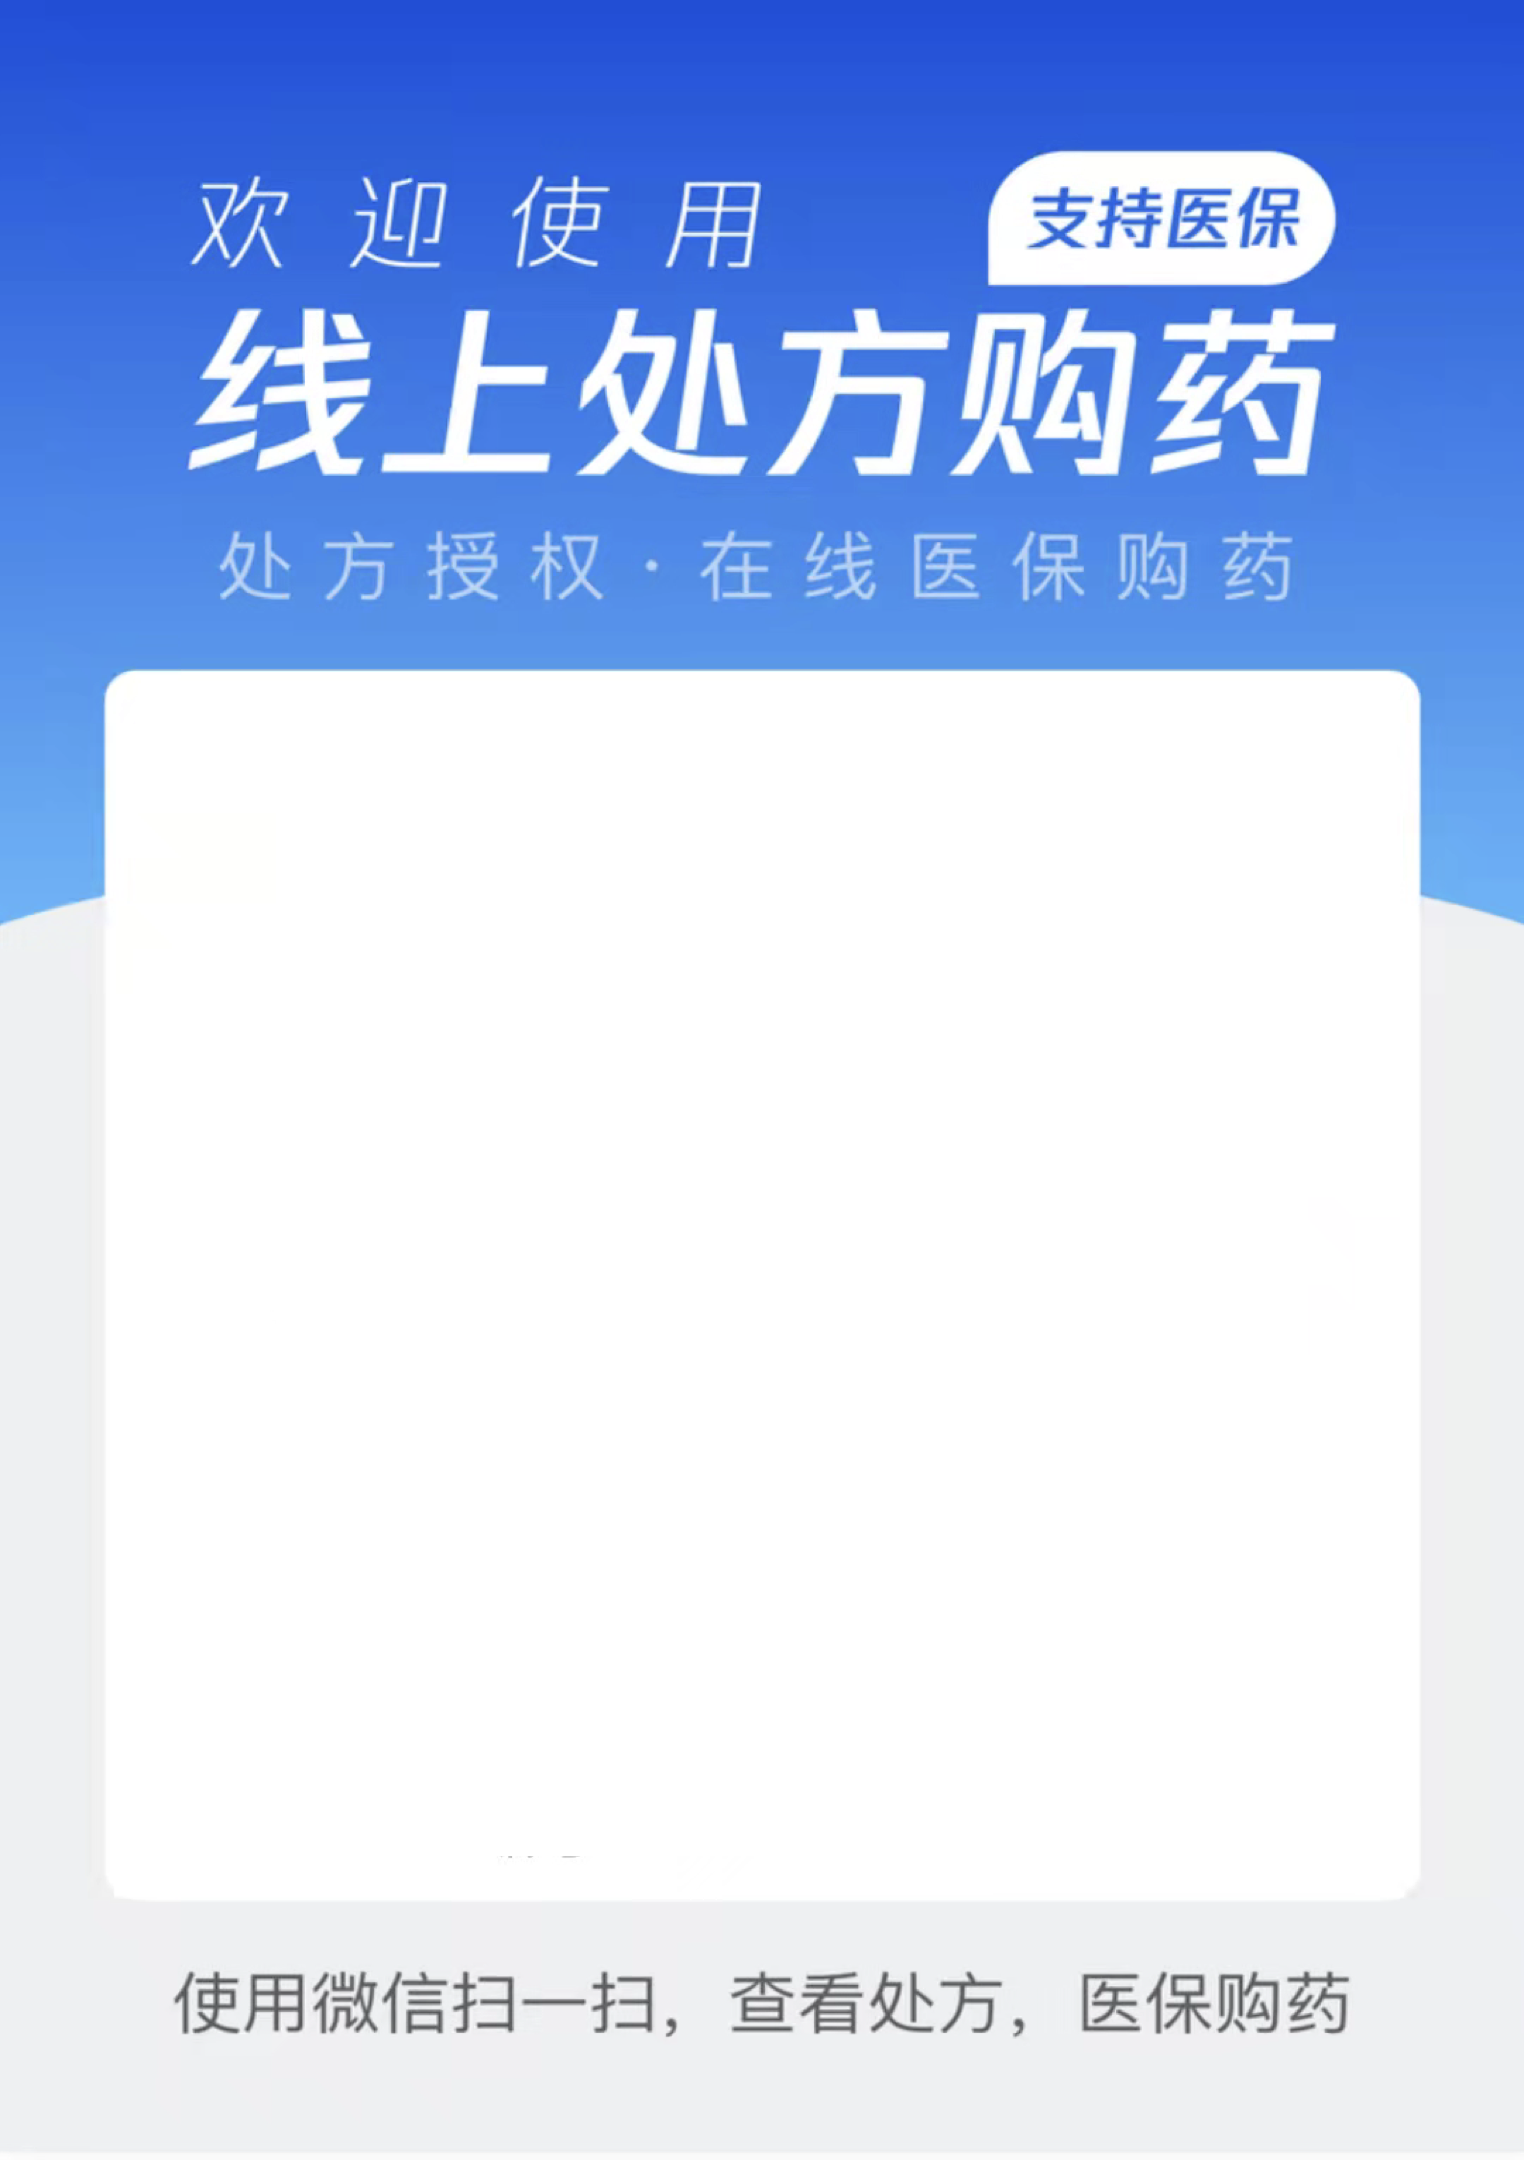 欢迎使用
支持医保
线上处方购药
处方授权·在线医保购药
使用微信扫一扫，查看处方，医保购药